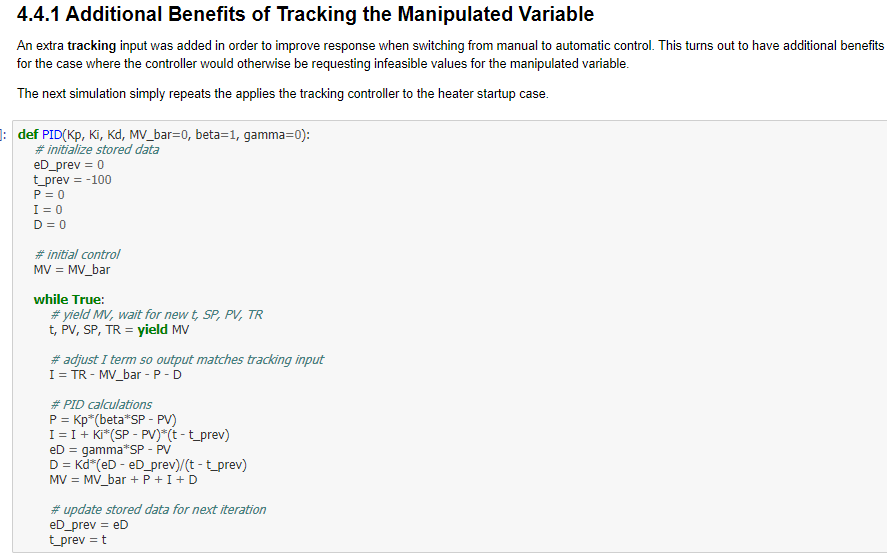 4.4.1 Additional Benefits of Tracking the Manipulated Variable
An extra tracking input was added in order to improve response when switching from manual to automatic control. This turns out to have additional benefits
for the case where the controller would otherwise be requesting infeasible values for the manipulated variable.
The next simulation simply repeats the applies the tracking controller to the heater startup case.
]: def PID(Kp, Ki, Kd, MV_bar=0, beta=1, gamma=0):
# initialize stored data
eD_prev = 0
t_prev = -100
P = 0
I = 0
D = 0
# initial control
MV = MV_bar
while True:
# yield MV, wait for new t, SP, PV, TR
t, PV, SP, TR = yield MV
# adjust I term so output matches tracking input
I = TR - MV_bar - P - D
# PID calculations
P = Kp*(beta*SP - PV)
I = I + Ki*(SP - PV)*(t - t_prev)
eD = gamma*SP - PV
D = Kd*(eD - eD_prev)/(t - t_prev)
MV = MV_bar + P + I + D
# update stored data for next iteration
eD_prev = eD
t_prev = t